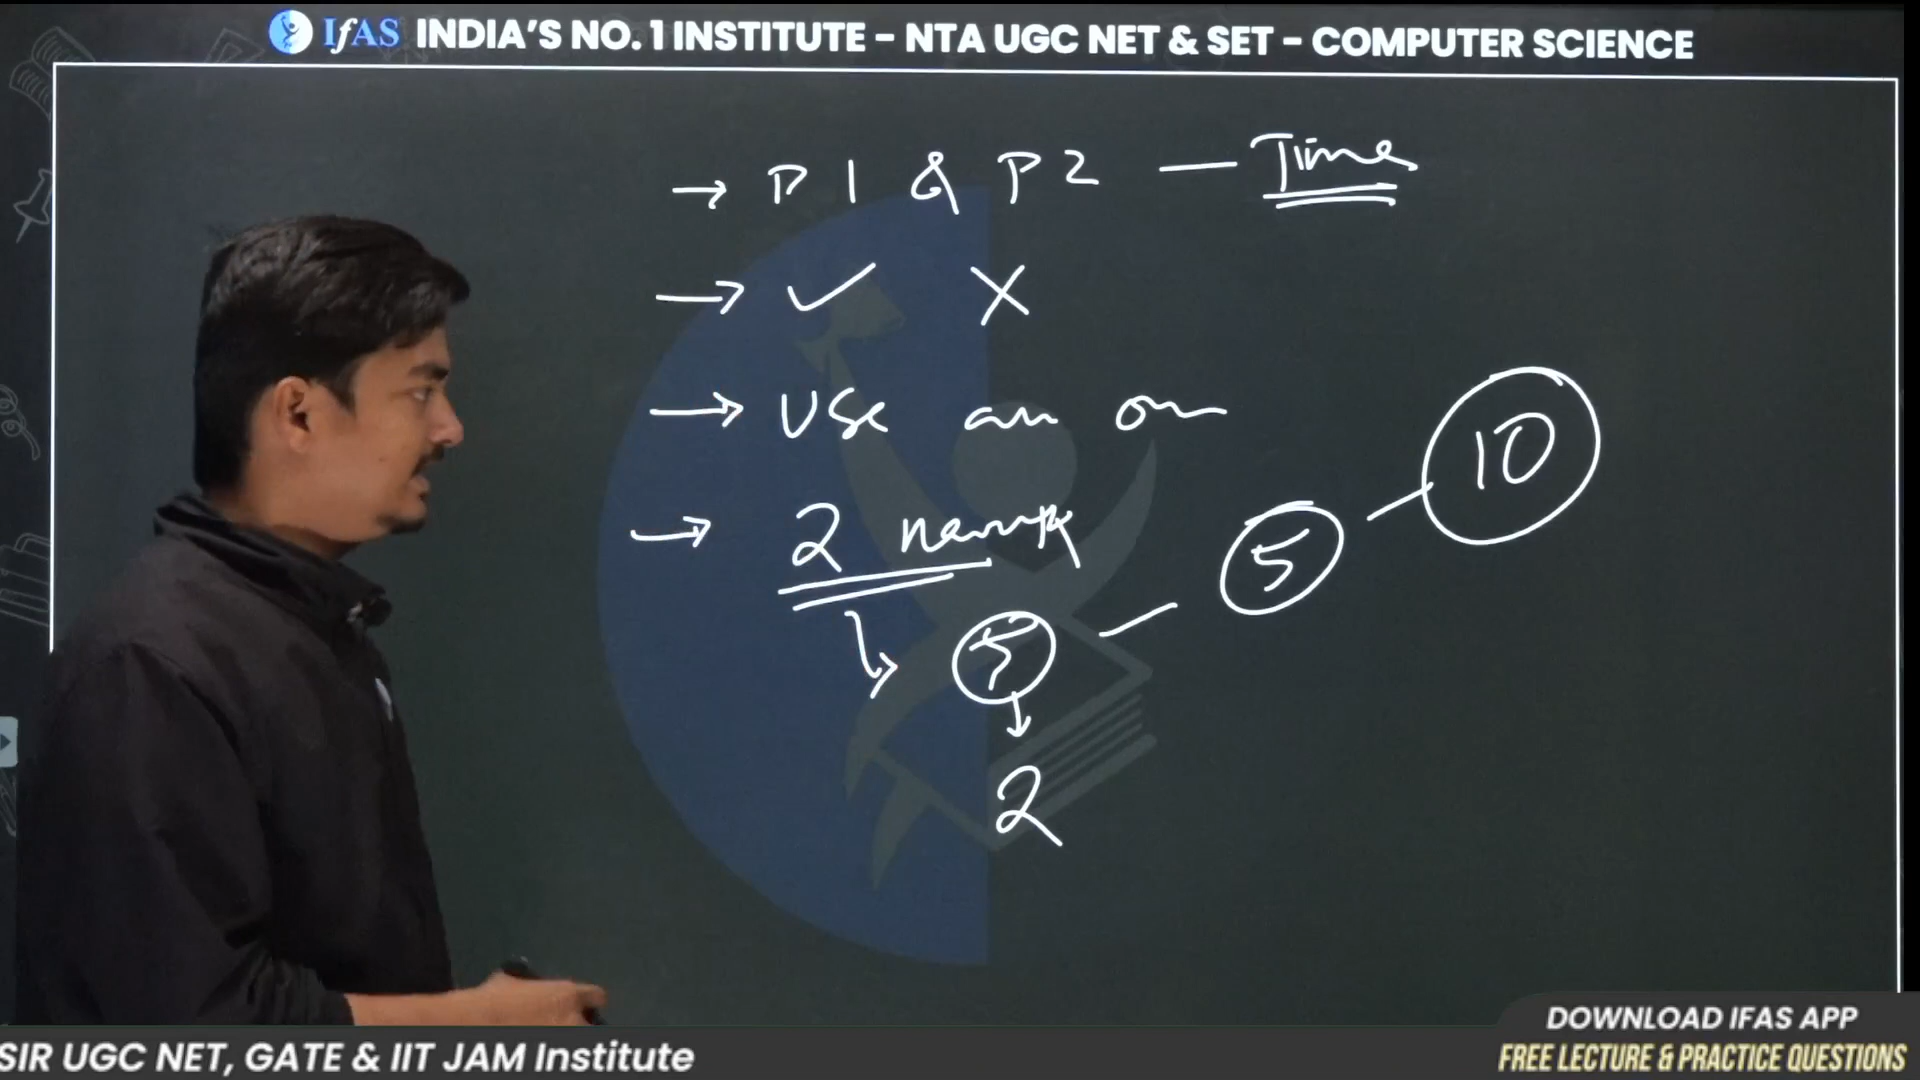 IfAS INDIA'S NO. 1 INSTITUTE - NTA UGC NET & SET - COMPUTER SCIENCE
→ P1 & P2 — Time
→ ✓ X
→ Use an on
→ 2
5 — 5 — 10
2
DOWNLOAD IFAS APP
SIR UGC NET, GATE & IIT JAM Institute
FREE LECTURE & PRACTICE QUESTIONS